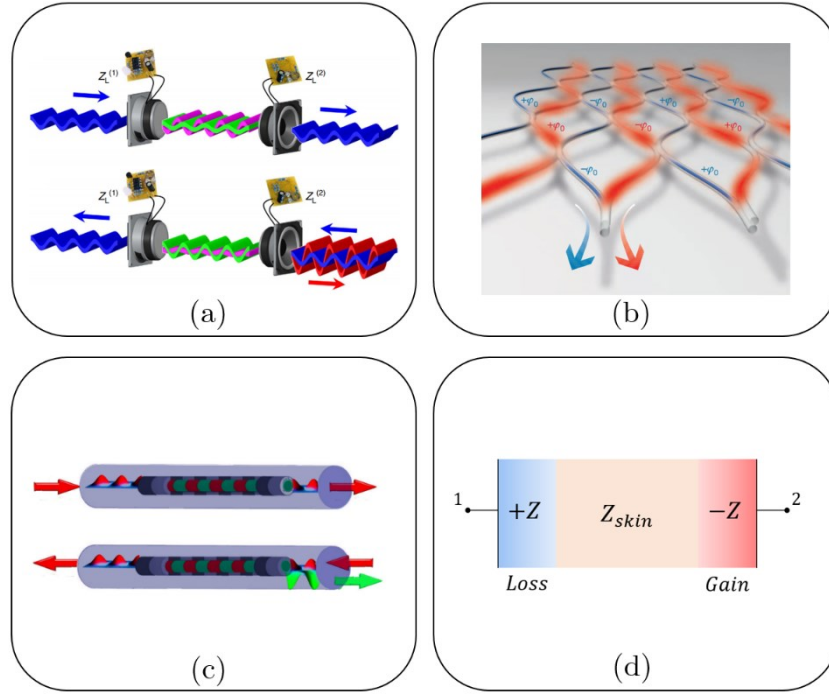 Z_L^(1)
Z_L^(2)
Z_L^(1)
Z_L^(2)
(a)
+φ₀ -φ₀ +φ₀ -φ₀
+φ₀ -φ₀ +φ₀
-φ₀ +φ₀
(b)
(c)
1 +Z Z_skin -Z 2
Loss Gain
(d)